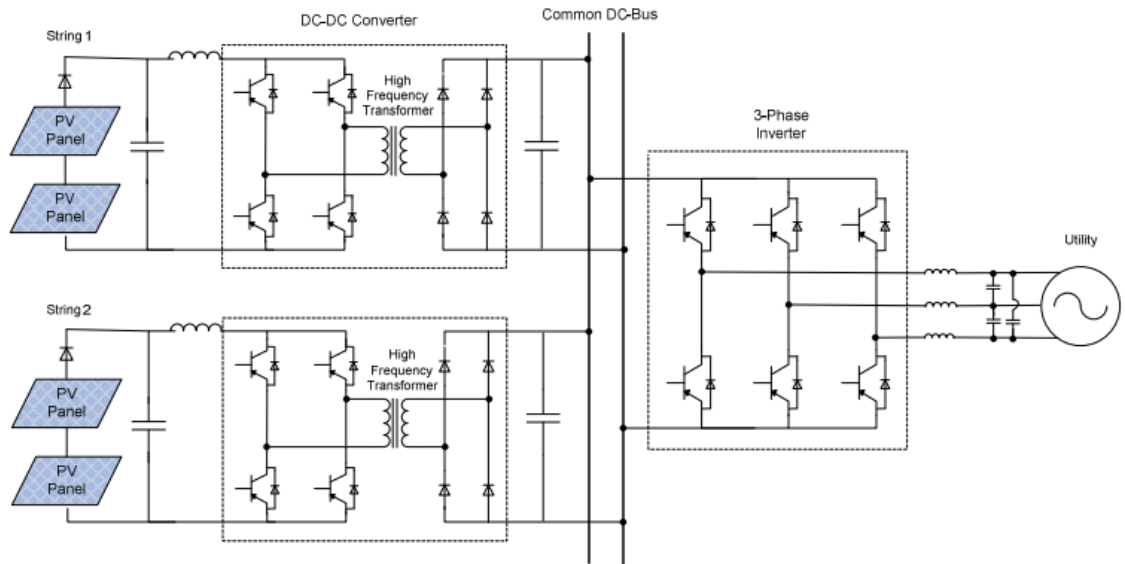 DC-DC Converter
Common DC-Bus
String 1
High
Frequency
Transformer
PV
Panel
PV
Panel
3-Phase
Inverter
Utility
String 2
High
Frequency
Transformer
PV
Panel
PV
Panel